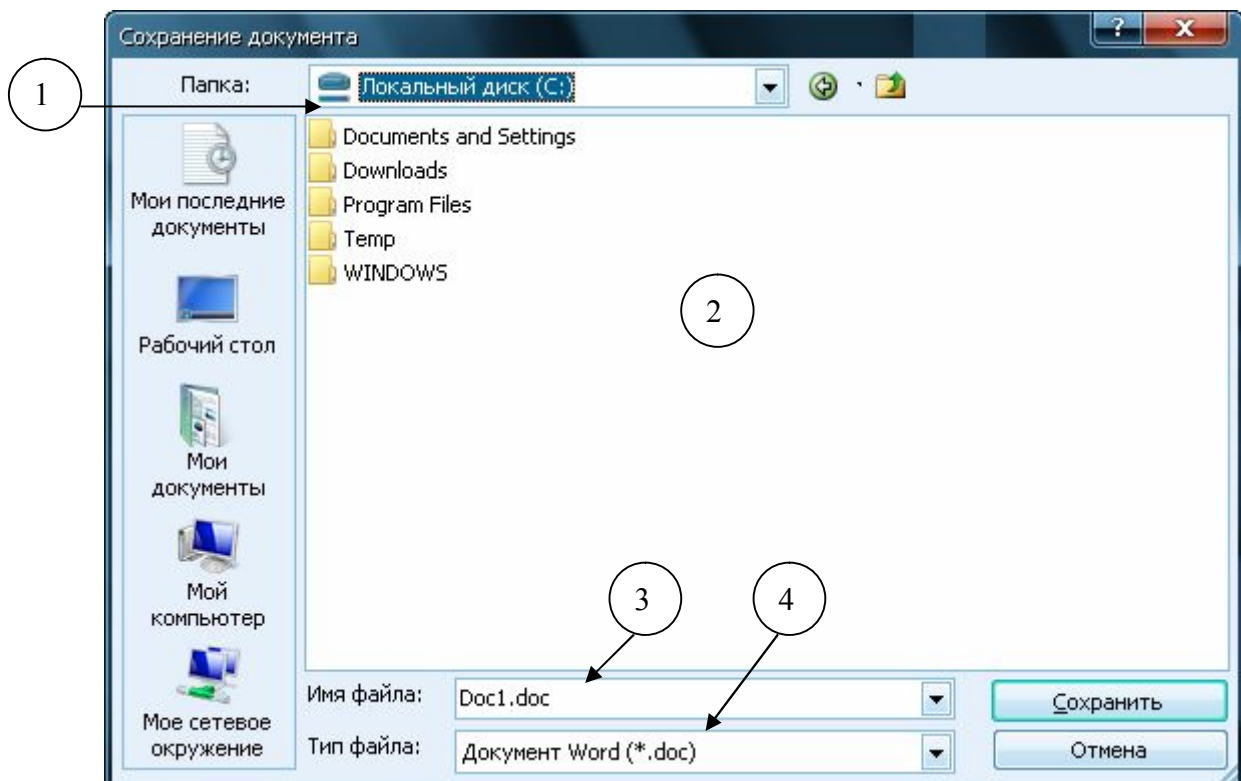 Сохранение документа
? X
1
Папка:
Локальный диск (C:)
Мои последние
документы
Рабочий стол
Мои
документы
Мой
компьютер
Мое сетевое
окружение
Documents and Settings
Downloads
Program Files
Temp
WINDOWS
2
3
4
Имя файла:
Doc1.doc
Сохранить
Тип файла:
Документ Word (*.doc)
Отмена